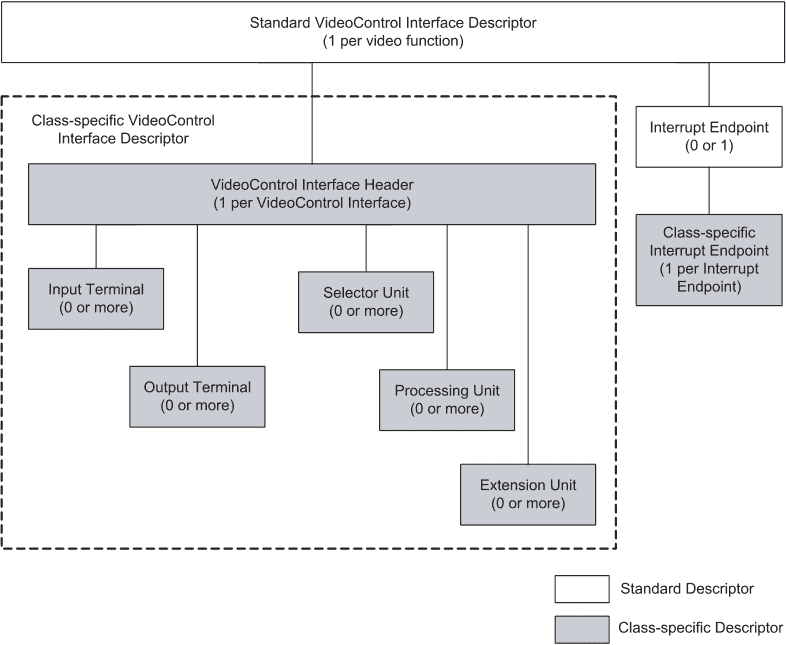 Standard VideoControl Interface Descriptor
(1 per video function)
Class-specific VideoControl
Interface Descriptor
Interrupt Endpoint
(0 or 1)
VideoControl Interface Header
(1 per VideoControl Interface)
Class-specific
Interrupt Endpoint
(1 per Interrupt
Endpoint)
Input Terminal
(0 or more)
Selector Unit
(0 or more)
Output Terminal
(0 or more)
Processing Unit
(0 or more)
Extension Unit
(0 or more)
Standard Descriptor
Class-specific Descriptor